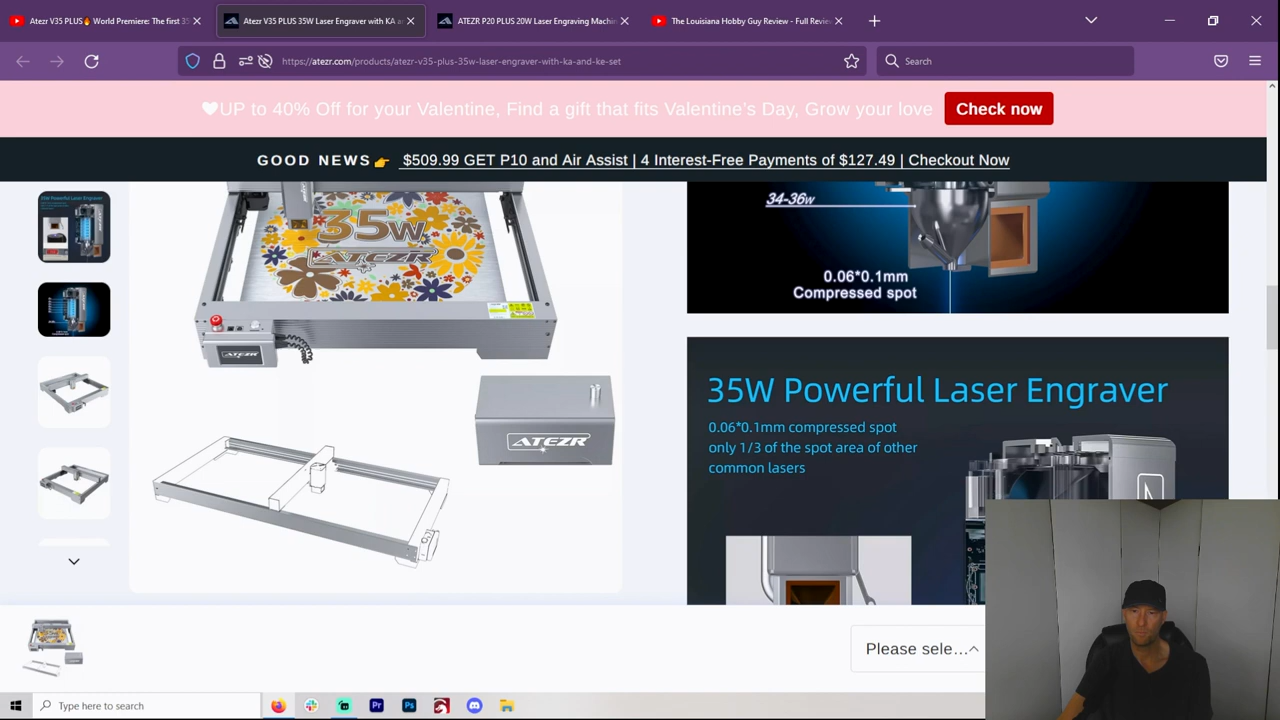 Atezr V35 PLUS🔥 World Premiere: The first 35
Atezr V35 PLUS 35W Laser Engraver with KA an
ATEZR P20 PLUS 20W Laser Engraving Machin
The Louisiana Hobby Guy Review - Full Revie
https://atezr.com/products/atezr-v35-plus-35w-laser-engraver-with-ka-and-ke-set
Search
UP to 40% Off for your Valentine, Find a gift that fits Valentine's Day, Grow your love
Check now
GOOD NEWS👉 $509.99 GET P10 and Air Assist | 4 Interest-Free Payments of $127.49 | Checkout Now
35W
ATEZR
ATEZR
ATEZR
34-36w
0.06*0.1mm
Compressed spot
35W Powerful Laser Engraver
0.06*0.1mm compressed spot
only 1/3 of the spot area of other
common lasers
Please sele...
Type here to search